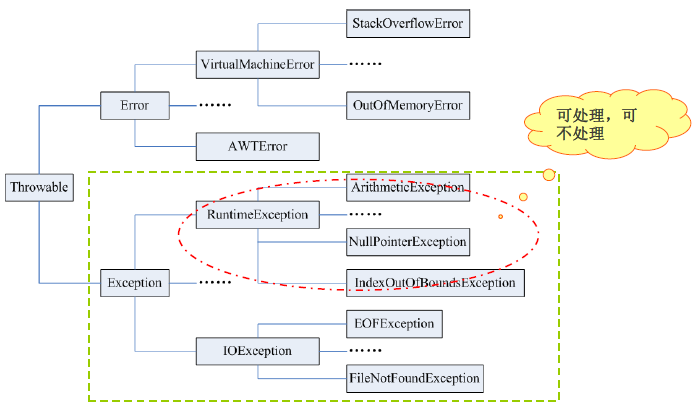 StackOverflowError
VirtualMachineError
……
Error
……
OutOfMemoryError
AWTError
可处理，可
不处理
Throwable
ArithmeticException
RuntimeException
……
NullPointerException
Exception
……
IndexOutOfBoundsException
EOFException
IOException
……
FileNotFoundException